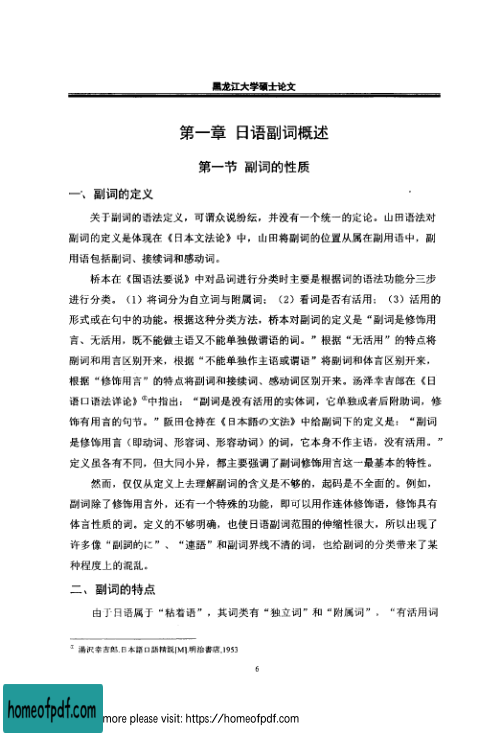 黑龙江大学硕士论文
第一章 日语副词概述
第一节 副词的性质
一、副词的定义
关于副词的语法定义，可谓众说纷纭，并没有一个统一的定论。山田语法对
副词的定义是体现在《日本文法论》中，山田将副词的位置从属在副用语中，副
用语包括副词、接续词和感动词。
桥本在《国语法要说》中对品词进行分类时主要是根据词的语法功能分三步
进行分类。（1）将词分为自立词与附属词；（2）看词是否有活用；（3）活用的
形式或在句中的功能。根据这种分类方法，桥本对副词的定义是“副词是修饰用
言、无活用，既不能做主语又不能单独做谓语的词。”根据“无活用”的特点将
副词和用言区别开来，根据“不能单独作主语或谓语”将副词和体言区别开来，
根据“修饰用言”的特点将副词和接续词、感动词区别开来。汤泽幸吉郎在《日
语口语法详论》①中指出：“副词是没有活用的实体词，它单独或者后附助词，修
饰有用言的句节。”阪田仓持在《日本語の文法》中给副词下的定义是：“副词
是修饰用言（即动词、形容词、形容动词）的词，它本身不作主语，没有活用。”
定义虽各有不同，但大同小异，都主要强调了副词修饰用言这一最基本的特性。
然而，仅仅从定义上去理解副词的含义是不够的，起码是不全面的。例如，
副词除了修饰用言外，还有一个特殊的功能，即可以用作连体修饰语，修饰具有
体言性质的词。定义的不够明确，也使日语副词范围的伸缩性很大，所以出现了
许多像“副詞的に”、“連語”和副词界线不清的词，也给副词的分类带来了某
种程度上的混乱。
二、副词的特点
由于日语属于“粘着语”，其词类有“独立词”和“附属词”。“有活用词
① 湯沢幸吉郎.日本語口語精説[M].明治書店,1953
6
homeofpdf.com
more please visit: https://homeofpdf.com